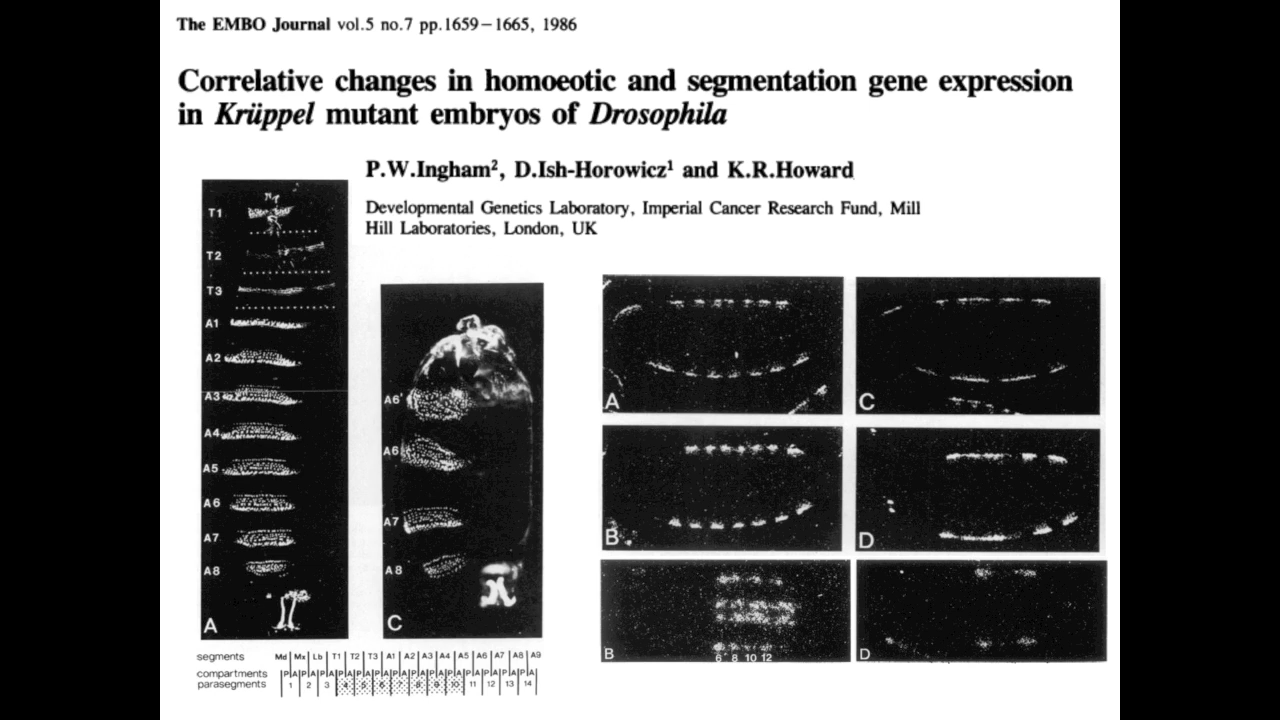 The EMBO Journal vol.5 no.7 pp.1659–1665, 1986
Correlative changes in homoeotic and segmentation gene expression
in Krüppel mutant embryos of Drosophila
P.W.Ingham², D.Ish-Horowicz¹ and K.R.Howard
Developmental Genetics Laboratory, Imperial Cancer Research Fund, Mill
Hill Laboratories, London, UK
T1
T2
T3
A1
A2
A3
A4
A5
A6
A7
A8
A
A6'
A6
A7
A8
C
A
C
B
D
B
6 8 10 12
D
segments Md Mx Lb T1 T2 T3 A1 A2 A3 A4 A5 A6 A7 A8 A9
compartments P A P A P A P A P A P A P A P A P A P A P A P A P A P A
parasegments 1 2 3 4 5 6 7 8 9 10 11 12 13 14